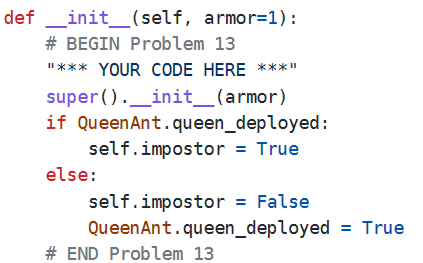 def __init__(self, armor=1):
    # BEGIN Problem 13
    "*** YOUR CODE HERE ***"
    super().__init__(armor)
    if QueenAnt.queen_deployed:
        self.impostor = True
    else:
        self.impostor = False
        QueenAnt.queen_deployed = True
    # END Problem 13